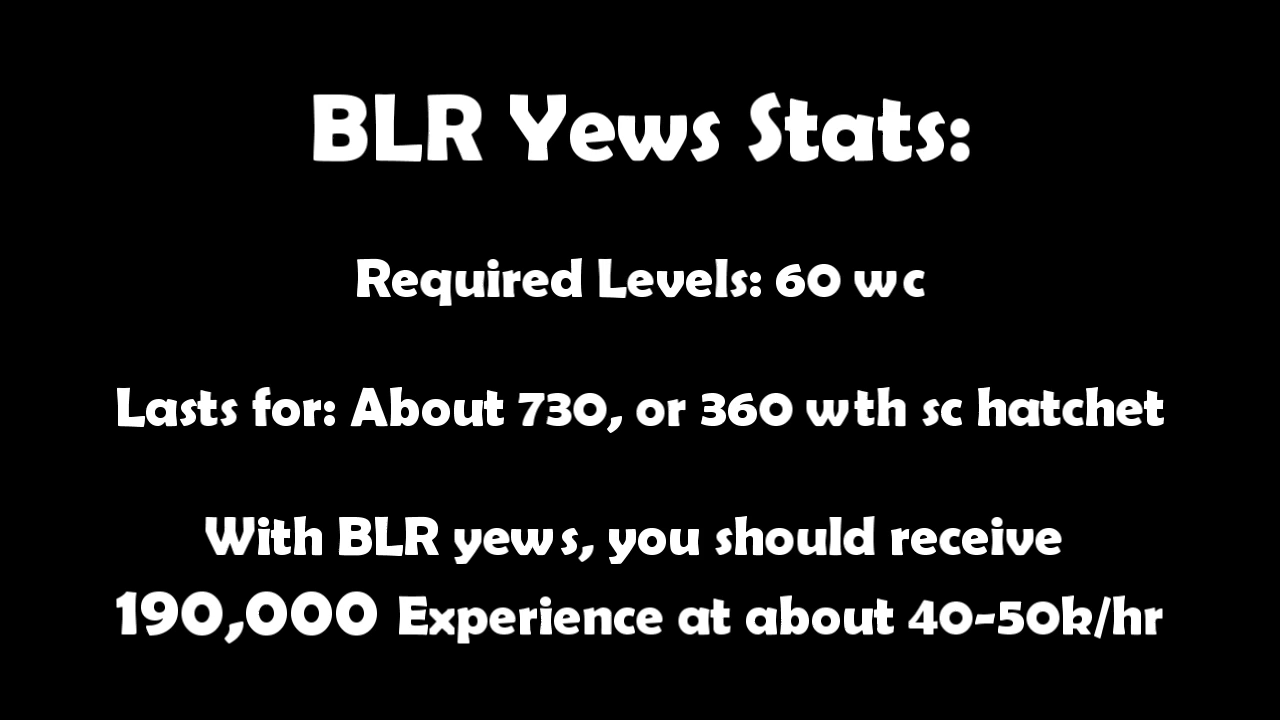 BLR Yews Stats:
Required Levels: 60 wc
Lasts for: About 730, or 360 wth sc hatchet
With BLR yews, you should receive
190,000 Experience at about 40-50k/hr